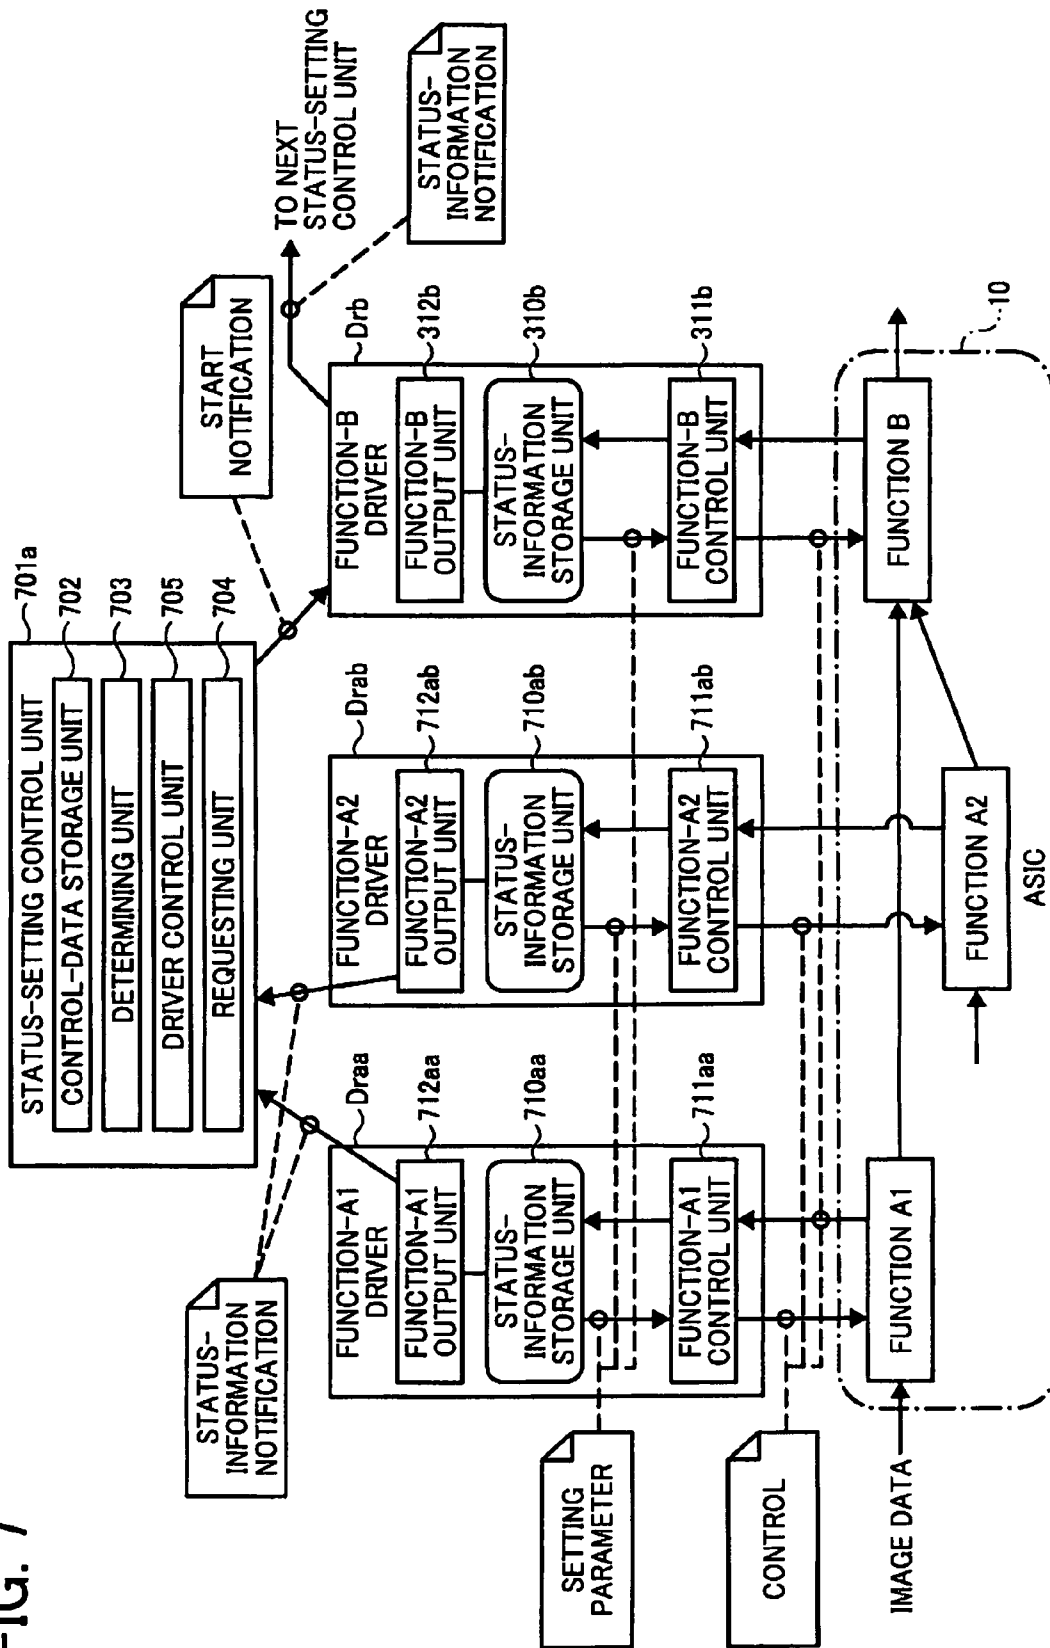 FIG. 7
STATUS-SETTING CONTROL UNIT
701a
CONTROL-DATA STORAGE UNIT
702
DETERMINING UNIT
703
DRIVER CONTROL UNIT
705
REQUESTING UNIT
704
STATUS-
INFORMATION
NOTIFICATION
START
NOTIFICATION
TO NEXT
STATUS-SETTING
CONTROL UNIT
STATUS-
INFORMATION
NOTIFICATION
FUNCTION-A1
DRIVER
Draa
FUNCTION-A1
OUTPUT UNIT
712aa
STATUS-
INFORMATION
STORAGE UNIT
710aa
FUNCTION-A1
CONTROL UNIT
711aa
FUNCTION-A2
DRIVER
Drab
FUNCTION-A2
OUTPUT UNIT
712ab
STATUS-
INFORMATION
STORAGE UNIT
710ab
FUNCTION-A2
CONTROL UNIT
711ab
FUNCTION-B
DRIVER
Drb
FUNCTION-B
OUTPUT UNIT
312b
STATUS-
INFORMATION
STORAGE UNIT
310b
FUNCTION-B
CONTROL UNIT
311b
SETTING
PARAMETER
CONTROL
IMAGE DATA
FUNCTION A1
FUNCTION A2
FUNCTION B
10
ASIC